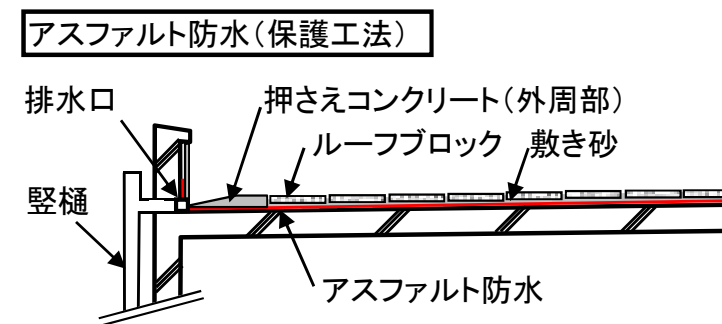 アスファルト防水（保護工法）
排水口
押さえコンクリート（外周部）
ルーフブロック
敷き砂
竪樋
アスファルト防水